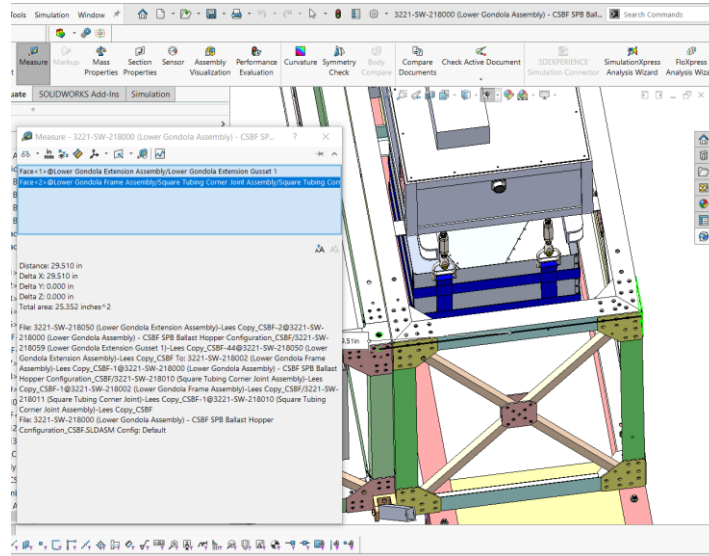 Tools Simulation Window
3221-SW-218000 (Lower Gondola Assembly) - CSBF SPB Ball...
Search Commands
Measure
Markup
Mass Properties
Section Properties
Sensor
Assembly Visualization
Performance Evaluation
Curvature
Symmetry Check
Body Compare
Compare Documents
Check Active Document
3DEXPERIENCE Simulation Connector
SimulationXpress Analysis Wizard
FloXpress Analysis Wiza
uate SOLIDWORKS Add-Ins Simulation
Measure - 3221-SW-218000 (Lower Gondola Assembly) - CSBF SP...
Face<1>@Lower Gondola Extension Assembly/Lower Gondola Extension Gusset 1
Face<2>@Lower Gondola Frame Assembly/Square Tubing Corner Joint Assembly/Square Tubing Corr
Distance: 29.510 in
Delta X: 29.510 in
Delta Y: 0.000 in
Delta Z: 0.000 in
Total area: 25.352 inches^2
File: 3221-SW-218050 (Lower Gondola Extension Assembly)-Lees Copy_CSBF-2@3221-SW-
218000 (Lower Gondola Assembly) - CSBF SPB Ballast Hopper Configuration_CSBF/3221-SW-
218059 (Lower Gondola Extension Gusset 1)-Lees Copy_CSBF-44@3221-SW-218050 (Lower
Gondola Extension Assembly)-Lees Copy_CSBF To: 3221-SW-218002 (Lower Gondola Frame
Assembly)-Lees Copy_CSBF-1@3221-SW-218000 (Lower Gondola Assembly) - CSBF SPB Ballast
Hopper Configuration_CSBF/3221-SW-218010 (Square Tubing Corner Joint Assembly)-Lees
Copy_CSBF-1@3221-SW-218002 (Lower Gondola Frame Assembly)-Lees Copy_CSBF/3221-SW-
218011 (Square Tubing Corner Joint)-Lees Copy_CSBF-1@3221-SW-218010 (Square Tubing
Corner Joint Assembly)-Lees Copy_CSBF
File: 3221-SW-218000 (Lower Gondola Assembly) - CSBF SPB Ballast Hopper
Configuration_CSBF.SLDASM Config: Default
9.51in